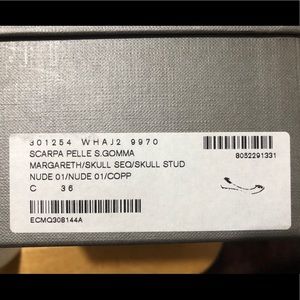 301254 WHAJ2 9970
SCARPA PELLE S.GOMMA
8052291331
MARGARETH/SKULL SEQ/SKULL STUD
NUDE 01/NUDE 01/COPP
C 36
ECMQ308144A